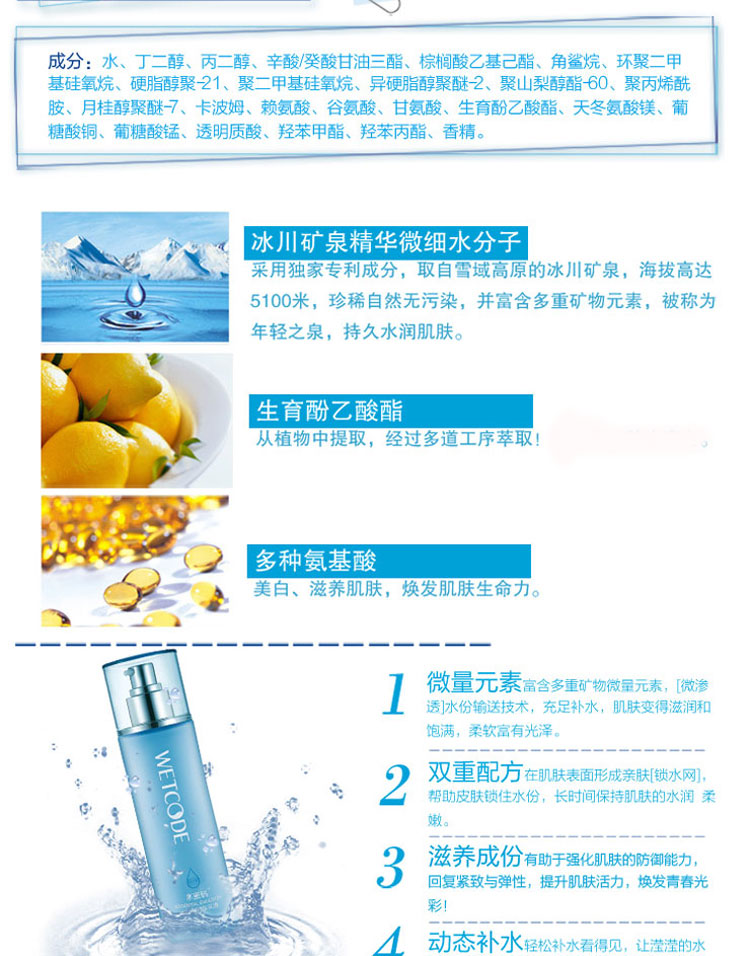 成分：水、丁二醇、丙二醇、辛酸/癸酸甘油三酯、棕榈酸乙基己酯、角鲨烷、环聚二甲
基硅氧烷、硬脂醇聚-21、聚二甲基硅氧烷、异硬脂醇聚醚-2、聚山梨醇酯-60、聚丙烯酰
胺、月桂醇聚醚-7、卡波姆、赖氨酸、谷氨酸、甘氨酸、生育酚乙酸酯、天冬氨酸镁、葡
糖酸铜、葡糖酸锰、透明质酸、羟苯甲酯、羟苯丙酯、香精。
冰川矿泉精华微细水分子
采用独家专利成分，取自雪域高原的冰川矿泉，海拔高达
5100米，珍稀自然无污染，并富含多重矿物元素，被称为
年轻之泉，持久水润肌肤。
生育酚乙酸酯
从植物中提取，经过多道工序萃取！
多种氨基酸
美白、滋养肌肤，焕发肌肤生命力。
WETCODE
1 微量元素富含多重矿物微量元素，[微渗
透]水份输送技术，充足补水，肌肤变得滋润和
饱满，柔软富有光泽。
2 双重配方在肌肤表面形成亲肤[锁水网]，
帮助皮肤锁住水份，长时间保持肌肤的水润 柔
嫩。
3 滋养成份有助于强化肌肤的防御能力，
回复紧致与弹性，提升肌肤活力，焕发青春光
彩！
4 动态补水轻松补水看得见，让滢滢的水